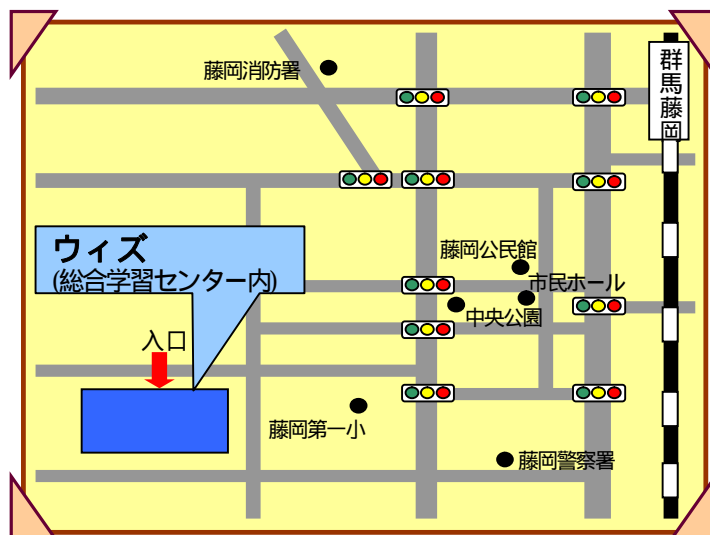 藤岡消防署
群馬藤岡
ウィズ
(総合学習センター内)
藤岡公民館
市民ホール
中央公園
入口
藤岡第一小
藤岡警察署